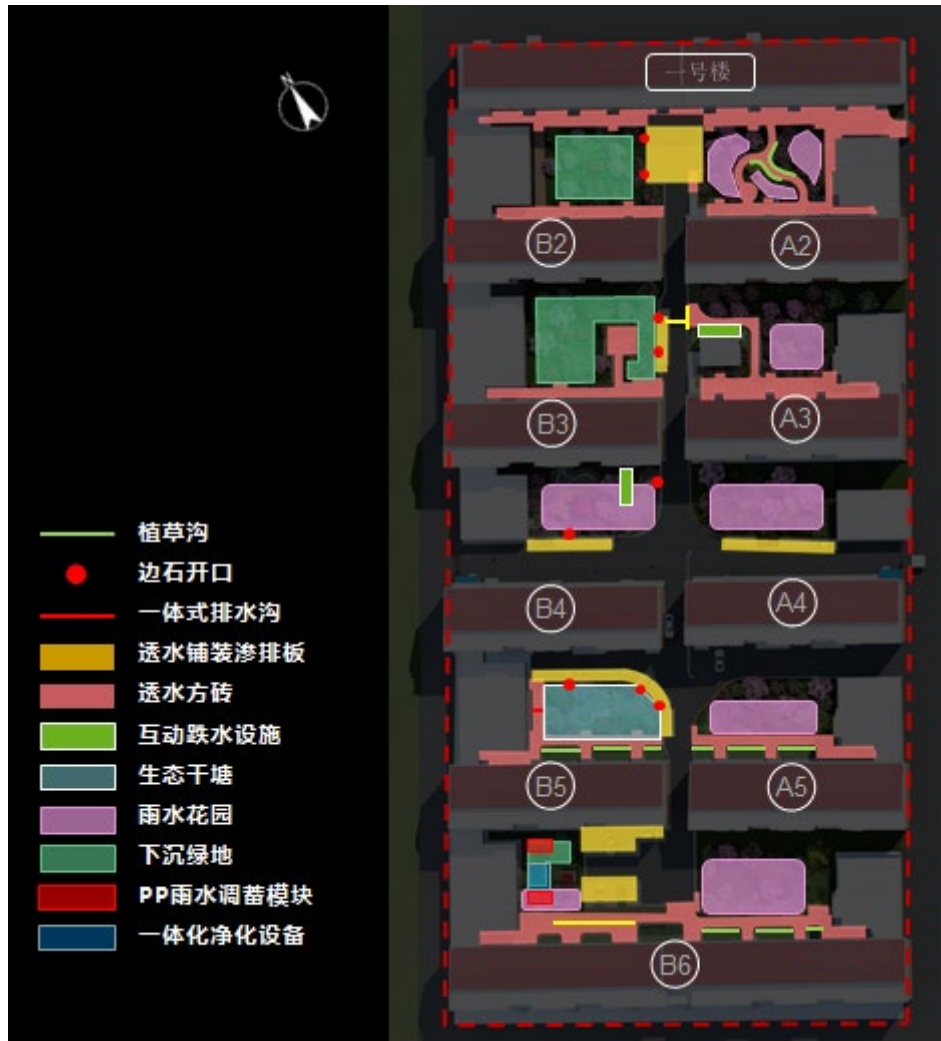 一号楼
B2
A2
B3
A3
B4
A4
B5
A5
B6
植草沟
边石开口
一体式排水沟
透水铺装渗排板
透水方砖
互动跌水设施
生态干塘
雨水花园
下沉绿地
PP雨水调蓄模块
一体化净化设备